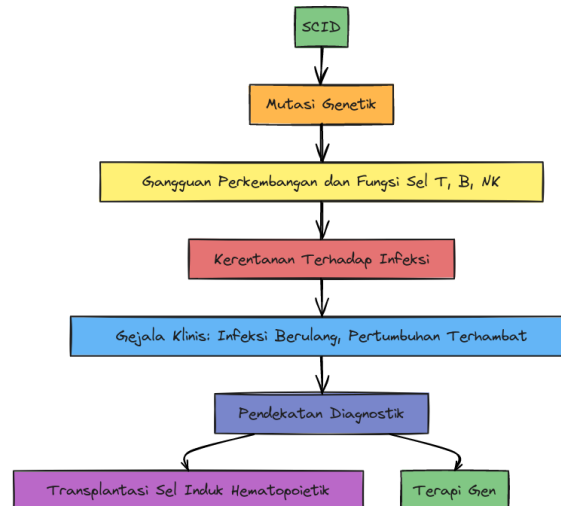 SCID
Mutasi Genetik
Gangguan Perkembangan dan Fungsi Sel T, B, NK
Kerentanan Terhadap Infeksi
Gejala Klinis: Infeksi Berulang, Pertumbuhan Terhambat
Pendekatan Diagnostik
Transplantasi Sel Induk Hematopoietik
Terapi Gen